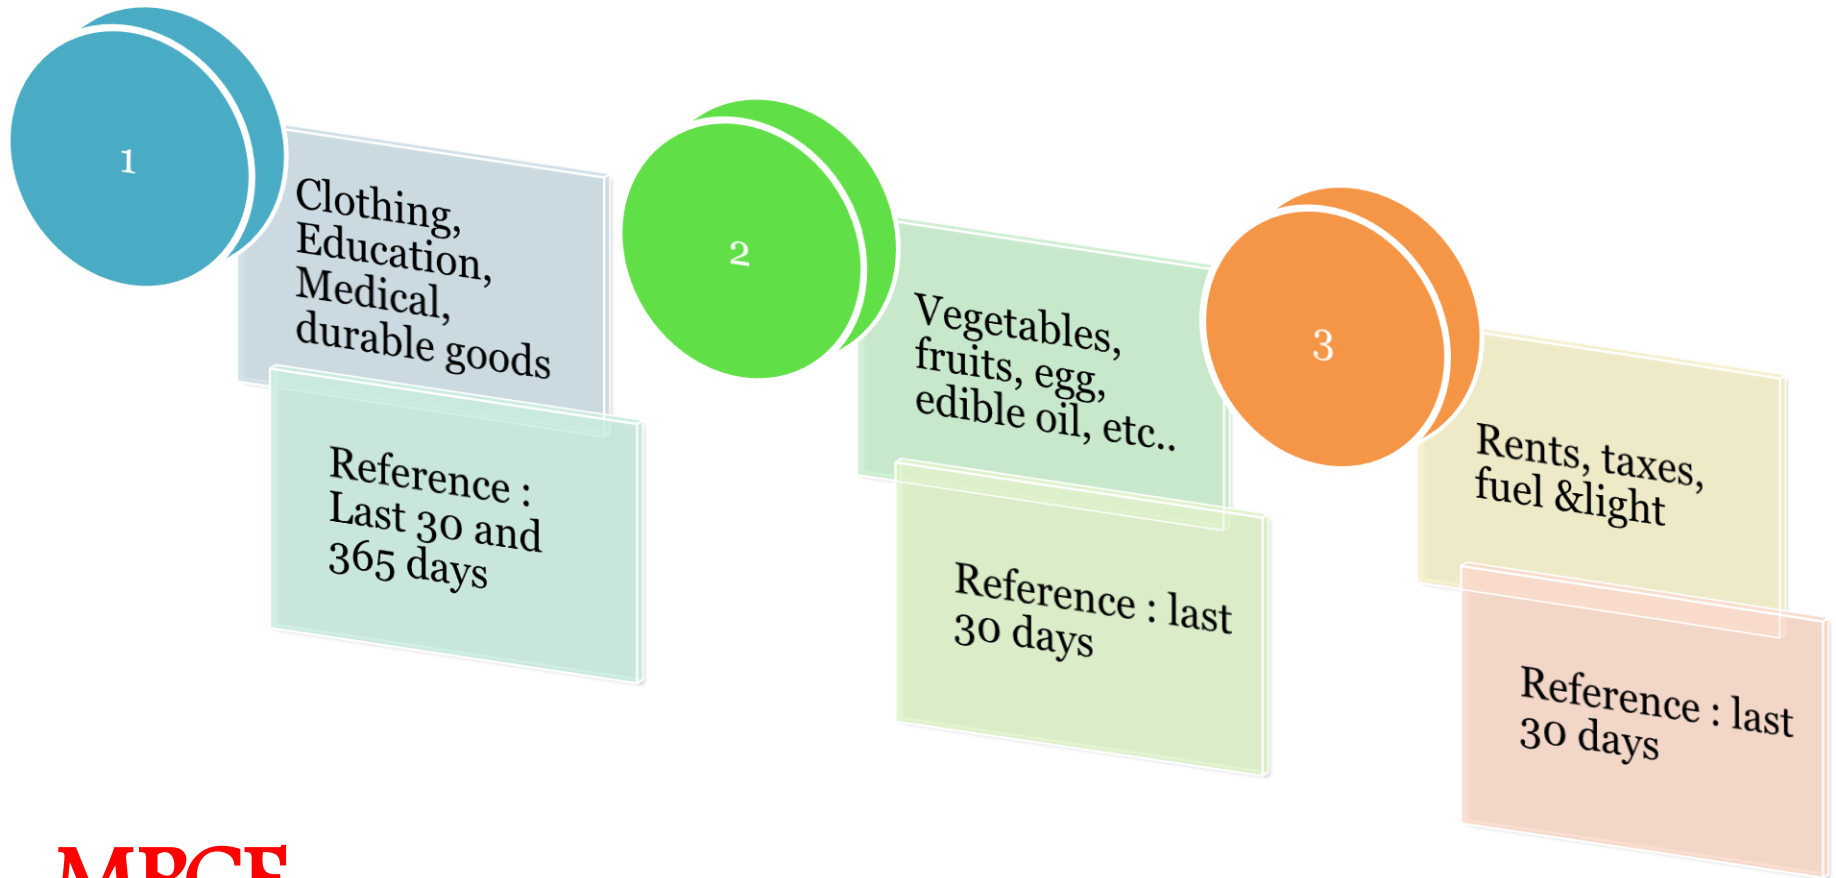 1
Clothing,
Education,
Medical,
durable goods
Reference :
Last 30 and
365 days
2
Vegetables,
fruits, egg,
edible oil, etc..
Reference : last
30 days
3
Rents, taxes,
fuel &light
Reference : last
30 days
MPCE